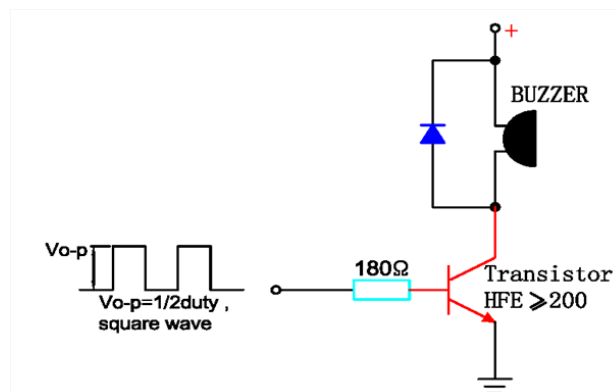 +
BUZZER
Vo-p
180Ω
Transistor
HFE ⩾200
Vo-p=1/2duty ,
square wave